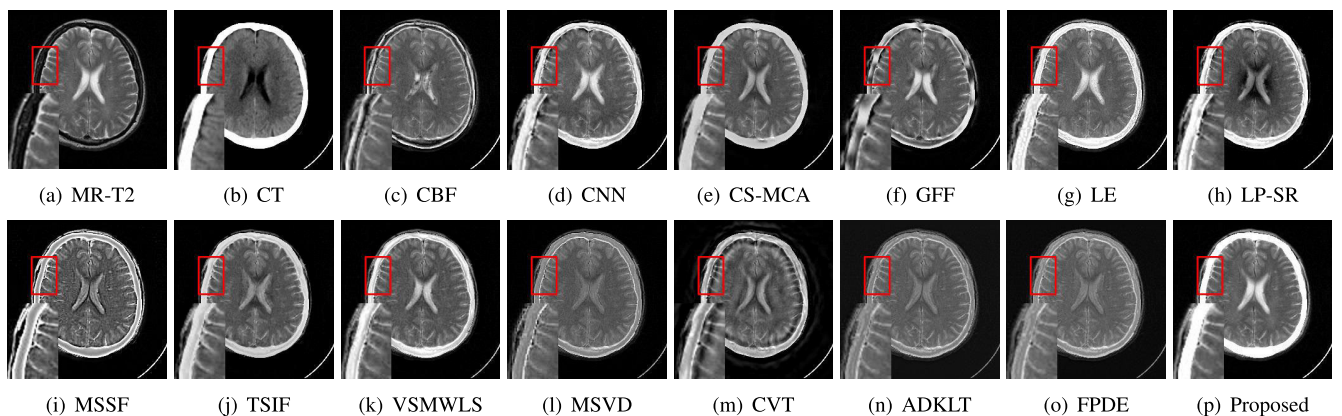 (a) MR-T2 (b) CT (c) CBF (d) CNN (e) CS-MCA (f) GFF (g) LE (h) LP-SR
(i) MSSF (j) TSIF (k) VSMWLS (l) MSVD (m) CVT (n) ADKLT (o) FPDE (p) Proposed